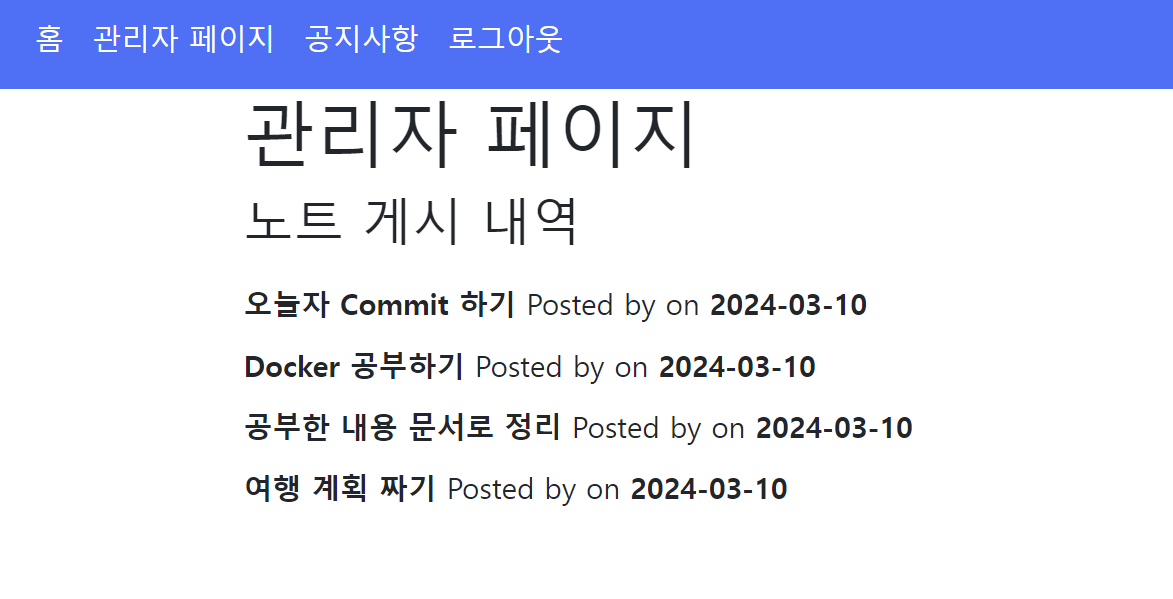 홈 관리자 페이지 공지사항 로그아웃
관리자 페이지
노트 게시 내역
오늘자 Commit 하기 Posted by on 2024-03-10
Docker 공부하기 Posted by on 2024-03-10
공부한 내용 문서로 정리 Posted by on 2024-03-10
여행 계획 짜기 Posted by on 2024-03-10